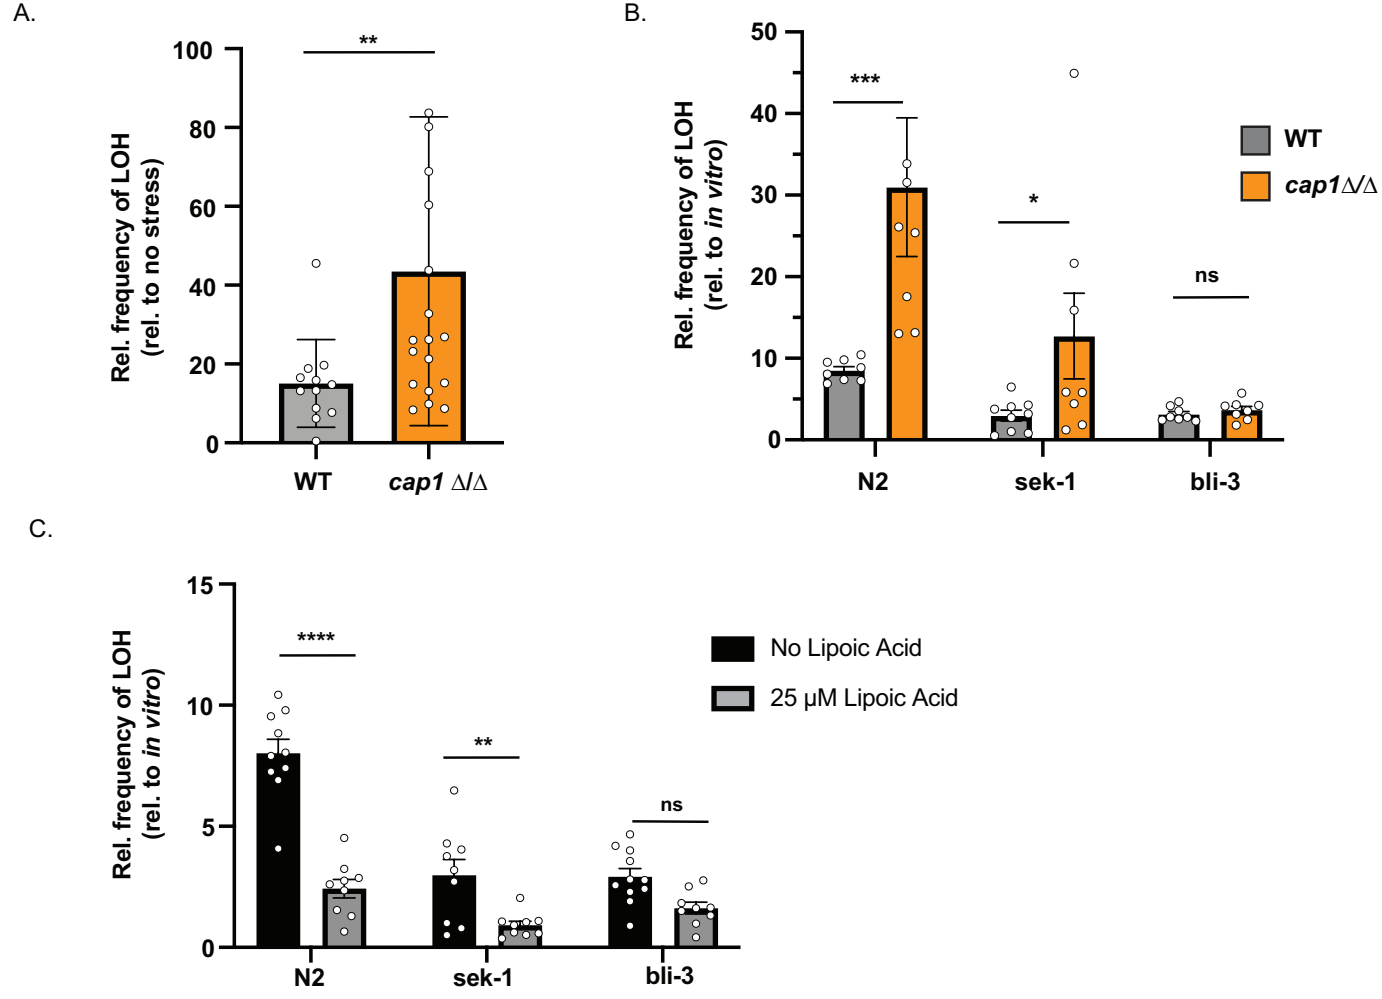 A.
Rel. frequency of LOH
(rel. to no stress)
100
80
60
40
20
0
**
WT
cap1 Δ/Δ
B.
Rel. frequency of LOH
(rel. to in vitro)
50
40
30
20
10
0
***
*
ns
N2
sek-1
bli-3
WT
cap1Δ/Δ
C.
Rel. frequency of LOH
(rel. to in vitro)
15
10
5
0
****
**
ns
N2
sek-1
bli-3
No Lipoic Acid
25 µM Lipoic Acid